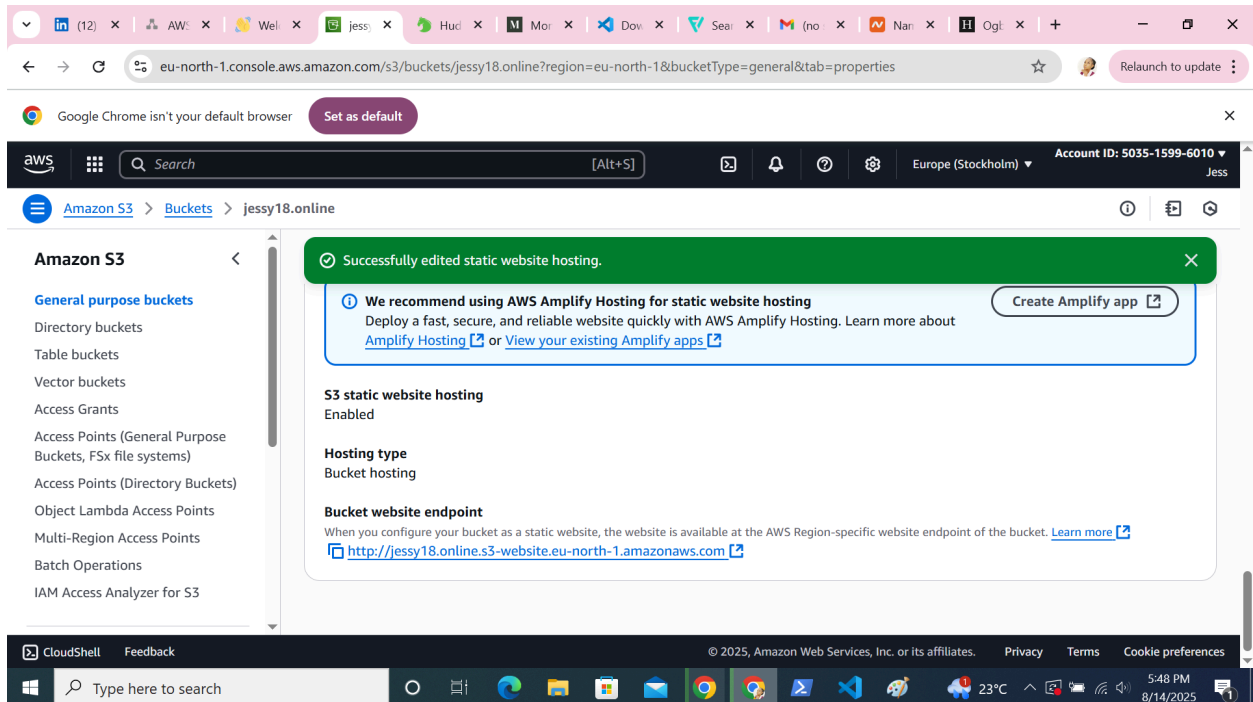 (12)
AWS
Wel
jessy
Hud
Mor
Dow
Sear
(no
Nan
Ogb
eu-north-1.console.aws.amazon.com/s3/buckets/jessy18.online?region=eu-north-1&bucketType=general&tab=properties
Relaunch to update
Google Chrome isn't your default browser
Set as default
aws
Search
[Alt+S]
Europe (Stockholm)
Account ID: 5035-1599-6010
Jess
Amazon S3 > Buckets > jessy18.online
Amazon S3
General purpose buckets
Directory buckets
Table buckets
Vector buckets
Access Grants
Access Points (General Purpose
Buckets, FSx file systems)
Access Points (Directory Buckets)
Object Lambda Access Points
Multi-Region Access Points
Batch Operations
IAM Access Analyzer for S3
Successfully edited static website hosting.
We recommend using AWS Amplify Hosting for static website hosting
Create Amplify app
Deploy a fast, secure, and reliable website quickly with AWS Amplify Hosting. Learn more about
Amplify Hosting or View your existing Amplify apps
S3 static website hosting
Enabled
Hosting type
Bucket hosting
Bucket website endpoint
When you configure your bucket as a static website, the website is available at the AWS Region-specific website endpoint of the bucket. Learn more
http://jessy18.online.s3-website.eu-north-1.amazonaws.com
CloudShell
Feedback
© 2025, Amazon Web Services, Inc. or its affiliates.
Privacy
Terms
Cookie preferences
Type here to search
1
23°C
5:48 PM
8/14/2025
1